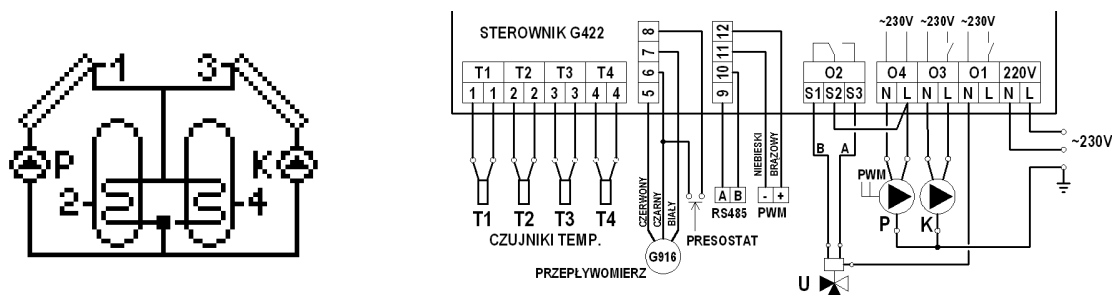 1 3
P K
2 4
STEROWNIK G422
~230V ~230V ~230V
T1 T2 T3 T4
1 1 2 2 3 3 4 4
8
7
6
5
12
11
10
9
O2 O4 O3 O1 220V
S1 S2 S3 N L N L N L N L
~230V
B A
CZERWONY
CZARNY
BIAŁY
NIEBIESKI
BRĄZOWY
A B - +
RS485 PWM
PWM
T1 T2 T3 T4
CZUJNIKI TEMP.
PRESOSTAT
P K
G916
PRZEPŁYWOMIERZ
U